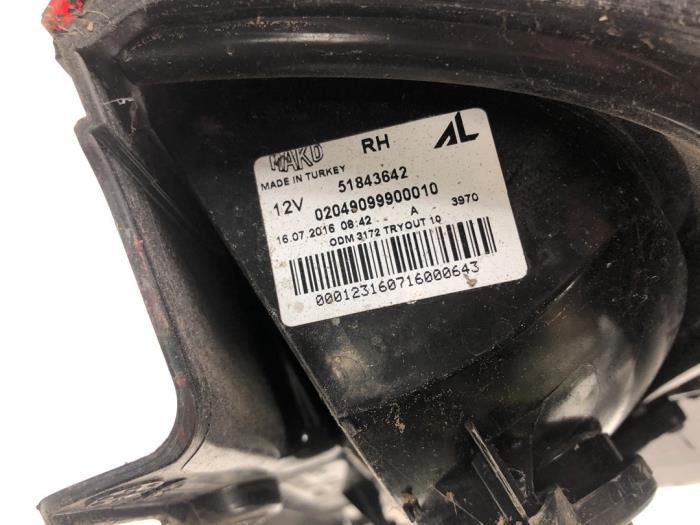 MAKO RH AL
MADE IN TURKEY
51843642
12V 02049099900010
16.07.2016 08:42 A 3970
ODM 3172 TRYOUT 10
000123160716000643